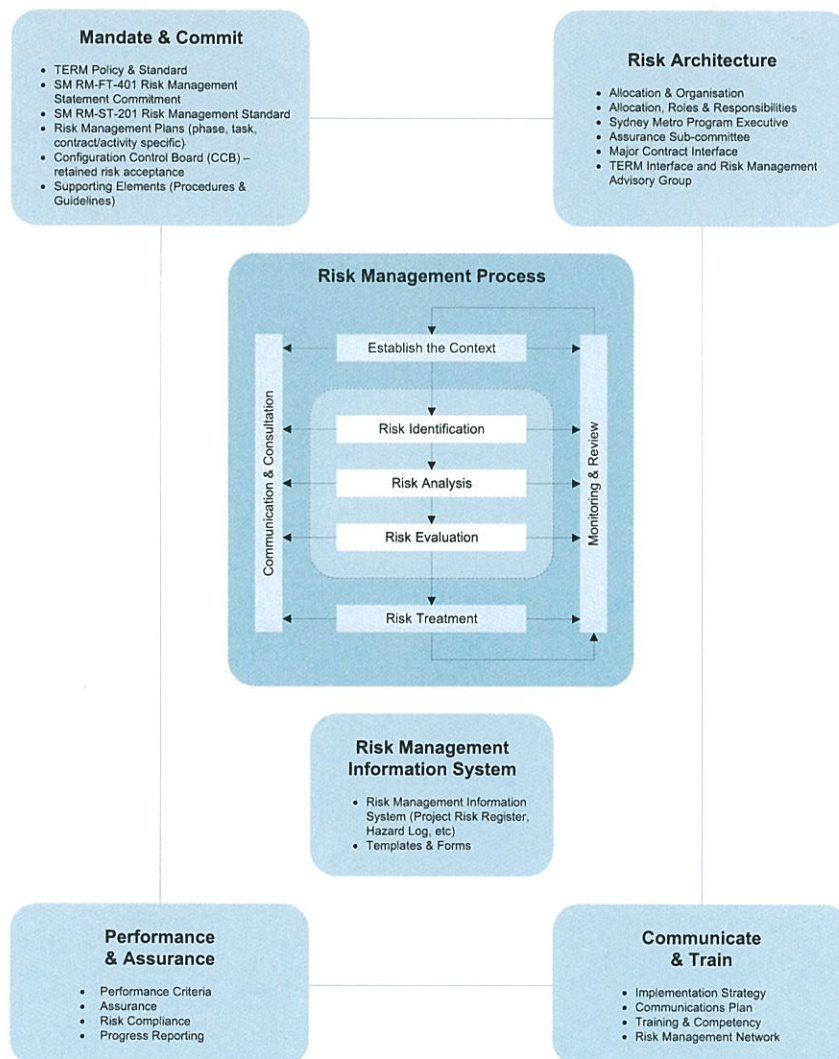 Mandate & Commit
• TERM Policy & Standard
• SM RM-FT-401 Risk Management
Statement Commitment
• SM RM-ST-201 Risk Management Standard
• Risk Management Plans (phase, task,
contract/activity specific)
• Configuration Control Board (CCB) –
retained risk acceptance
• Supporting Elements (Procedures &
Guidelines)
Risk Architecture
• Allocation & Organisation
• Allocation, Roles & Responsibilities
• Sydney Metro Program Executive
• Assurance Sub-committee
• Major Contract Interface
• TERM Interface and Risk Management
Advisory Group
Risk Management Process
Establish the Context
Communication & Consultation
Risk Identification
Risk Analysis
Risk Evaluation
Monitoring & Review
Risk Treatment
Risk Management
Information System
• Risk Management Information
System (Project Risk Register,
Hazard Log, etc)
• Templates & Forms
Performance
& Assurance
• Performance Criteria
• Assurance
• Risk Compliance
• Progress Reporting
Communicate
& Train
• Implementation Strategy
• Communications Plan
• Training & Competency
• Risk Management Network